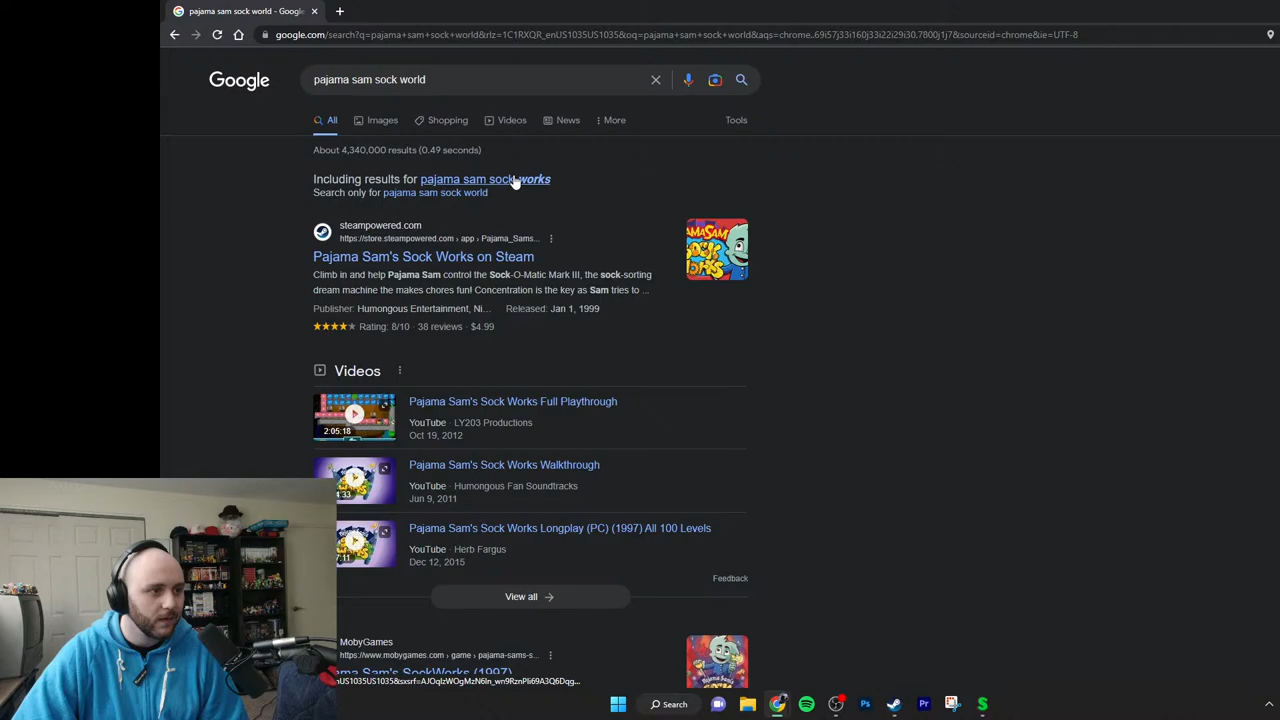 pajama sam sock world - Google
google.com/search?q=pajama+sam+sock+world&rlz=1C1RXQR_enUS1035US1035&oq=pajama+sam+sock+world&aqs=chrome..69i57j33i160j33i22i29i30.7800j1j7&sourceid=chrome&ie=UTF-8
Google
pajama sam sock world
All
Images
Shopping
Videos
News
More
Tools
About 4,340,000 results (0.49 seconds)
Including results for pajama sam sock works
Search only for pajama sam sock world
steampowered.com
https://store.steampowered.com › app › Pajama_Sams...
Pajama Sam's Sock Works on Steam
Climb in and help Pajama Sam control the Sock-O-Matic Mark III, the sock-sorting
dream machine the makes chores fun! Concentration is the key as Sam tries to ...
Publisher: Humongous Entertainment, Ni... Released: Jan 1, 1999
Rating: 8/10 · 38 reviews · $4.99
Videos
2:05:18
Pajama Sam's Sock Works Full Playthrough
YouTube · LY203 Productions
Oct 19, 2012
4:33
Pajama Sam's Sock Works Walkthrough
YouTube · Humongous Fan Soundtracks
Jun 9, 2011
7:11
Pajama Sam's Sock Works Longplay (PC) (1997) All 100 Levels
YouTube · Herb Fargus
Dec 12, 2015
Feedback
View all
MobyGames
https://www.mobygames.com › game › pajama-sams-s...
ama Sam's SockWorks (1997)
Search